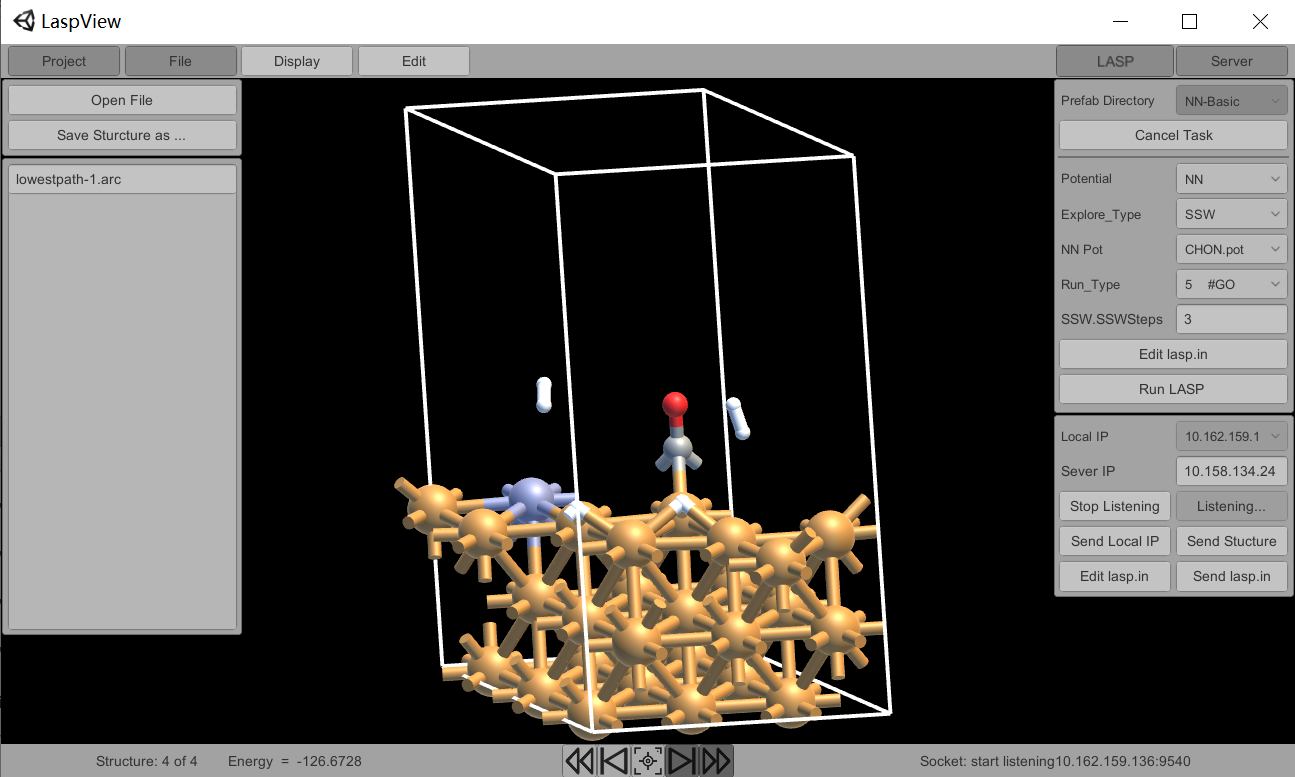 LaspView
Project File Display Edit LASP Server
Open File
Save Sturcture as ...
lowestpath-1.arc
Prefab Directory NN-Basic
Cancel Task
Potential NN
Explore_Type SSW
NN Pot CHON.pot
Run_Type 5 #GO
SSW.SSWSteps 3
Edit lasp.in
Run LASP
Local IP 10.162.159.1
Sever IP 10.158.134.24
Stop Listening Listening...
Send Local IP Send Stucture
Edit lasp.in Send lasp.in
Structure: 4 of 4 Energy = -126.6728 Socket: start listening10.162.159.136:9540